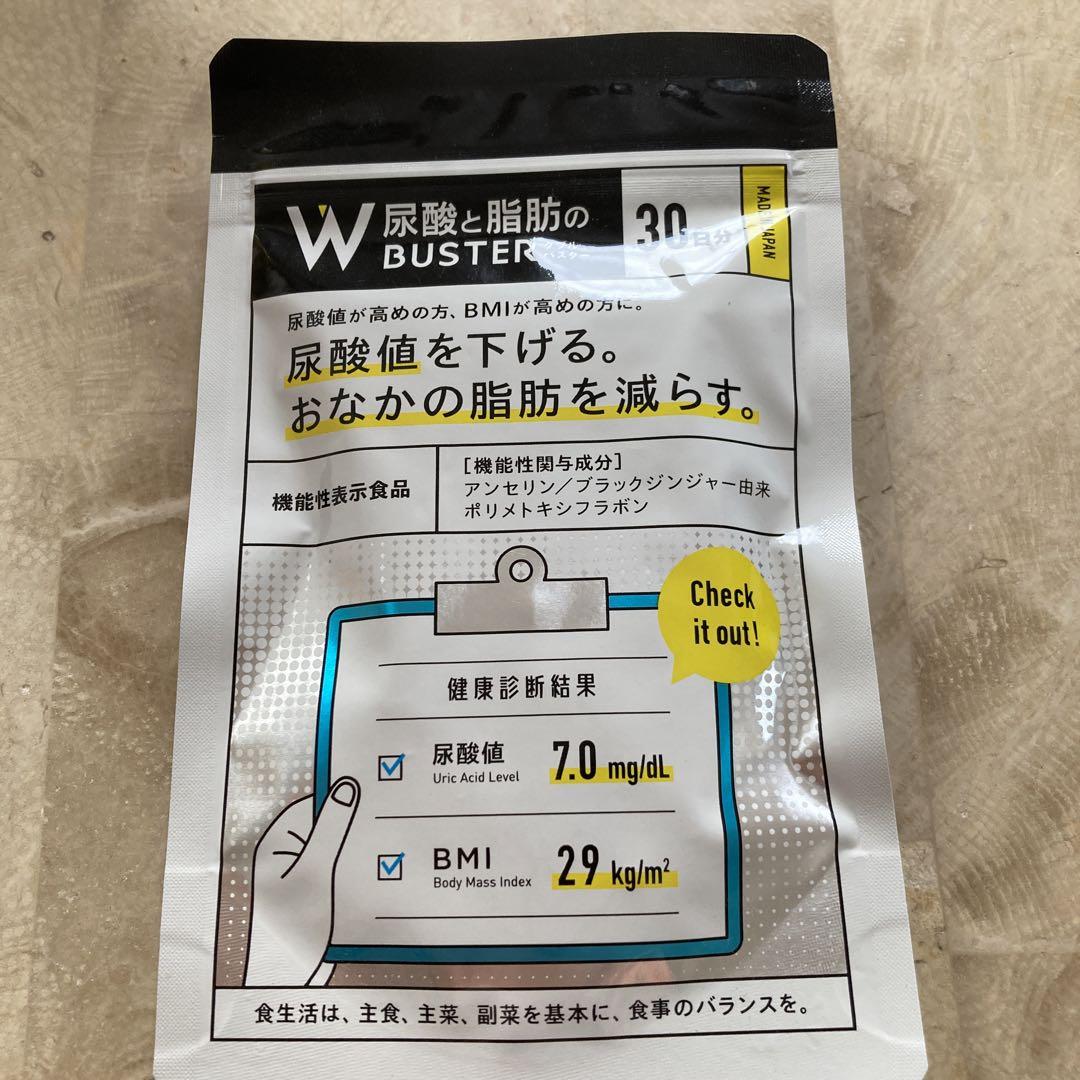 W 尿酸と脂肪の
BUSTER ダブルバスター
30日分
MADE IN JAPAN
尿酸値が高めの方、BMIが高めの方に。
尿酸値を下げる。
おなかの脂肪を減らす。
機能性表示食品
[機能性関与成分]
アンセリン／ブラックジンジャー由来
ポリメトキシフラボン
Check
it out!
健康診断結果
尿酸値 7.0 mg/dL
Uric Acid Level
BMI 29 kg/m²
Body Mass Index
食生活は、主食、主菜、副菜を基本に、食事のバランスを。